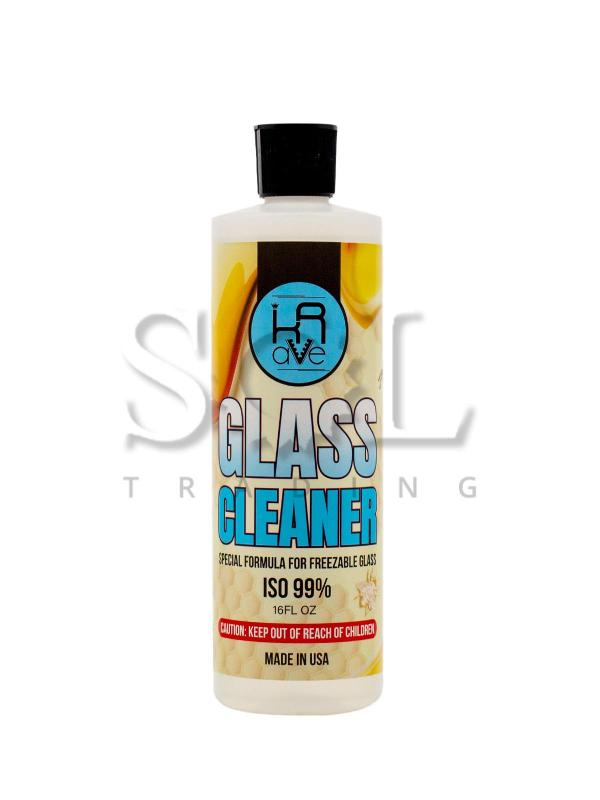 KRave
GLASS
CLEANER
SPECIAL FORMULA FOR FREEZABLE GLASS
ISO 99%
16FL OZ
CAUTION: KEEP OUT OF REACH OF CHILDREN
MADE IN USA
SGL
TRADING